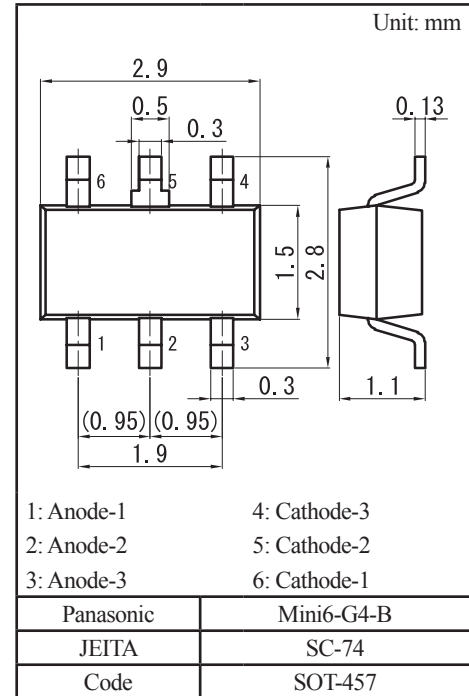 Unit: mm
2.9
0.5
0.3
0.13
6 5 4
1.5
2.8
1 2 3
0.3
1.1
(0.95) (0.95)
1.9
1: Anode-1 4: Cathode-3
2: Anode-2 5: Cathode-2
3: Anode-3 6: Cathode-1
Panasonic Mini6-G4-B
JEITA SC-74
Code SOT-457